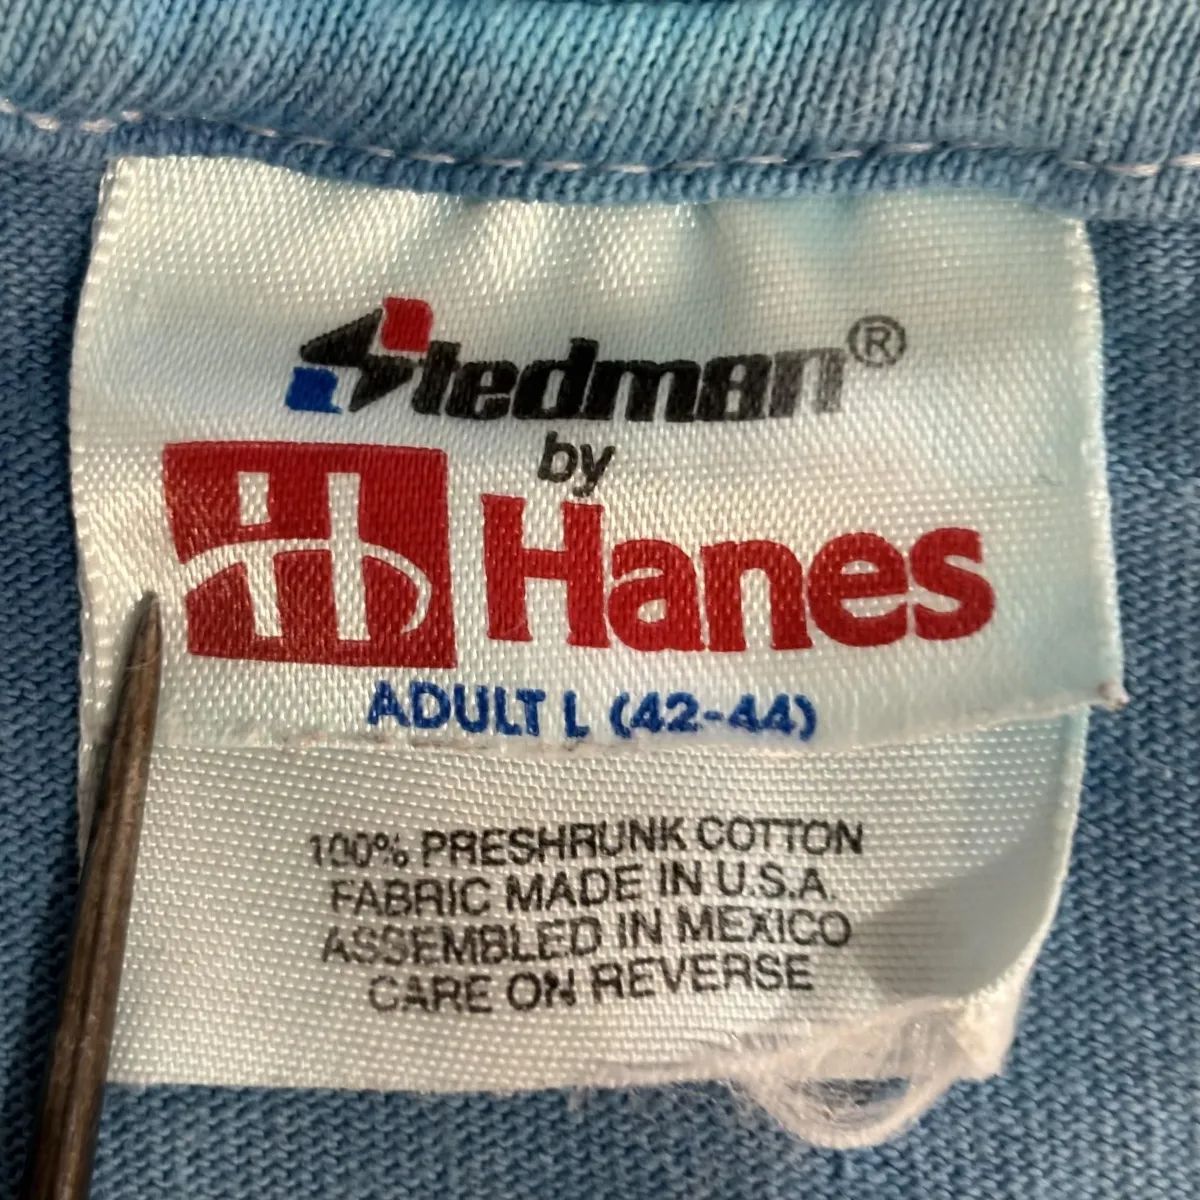 Stedman®
by
Hanes
ADULT L (42-44)
100% PRESHRUNK COTTON
FABRIC MADE IN U.S.A.
ASSEMBLED IN MEXICO
CARE ON REVERSE